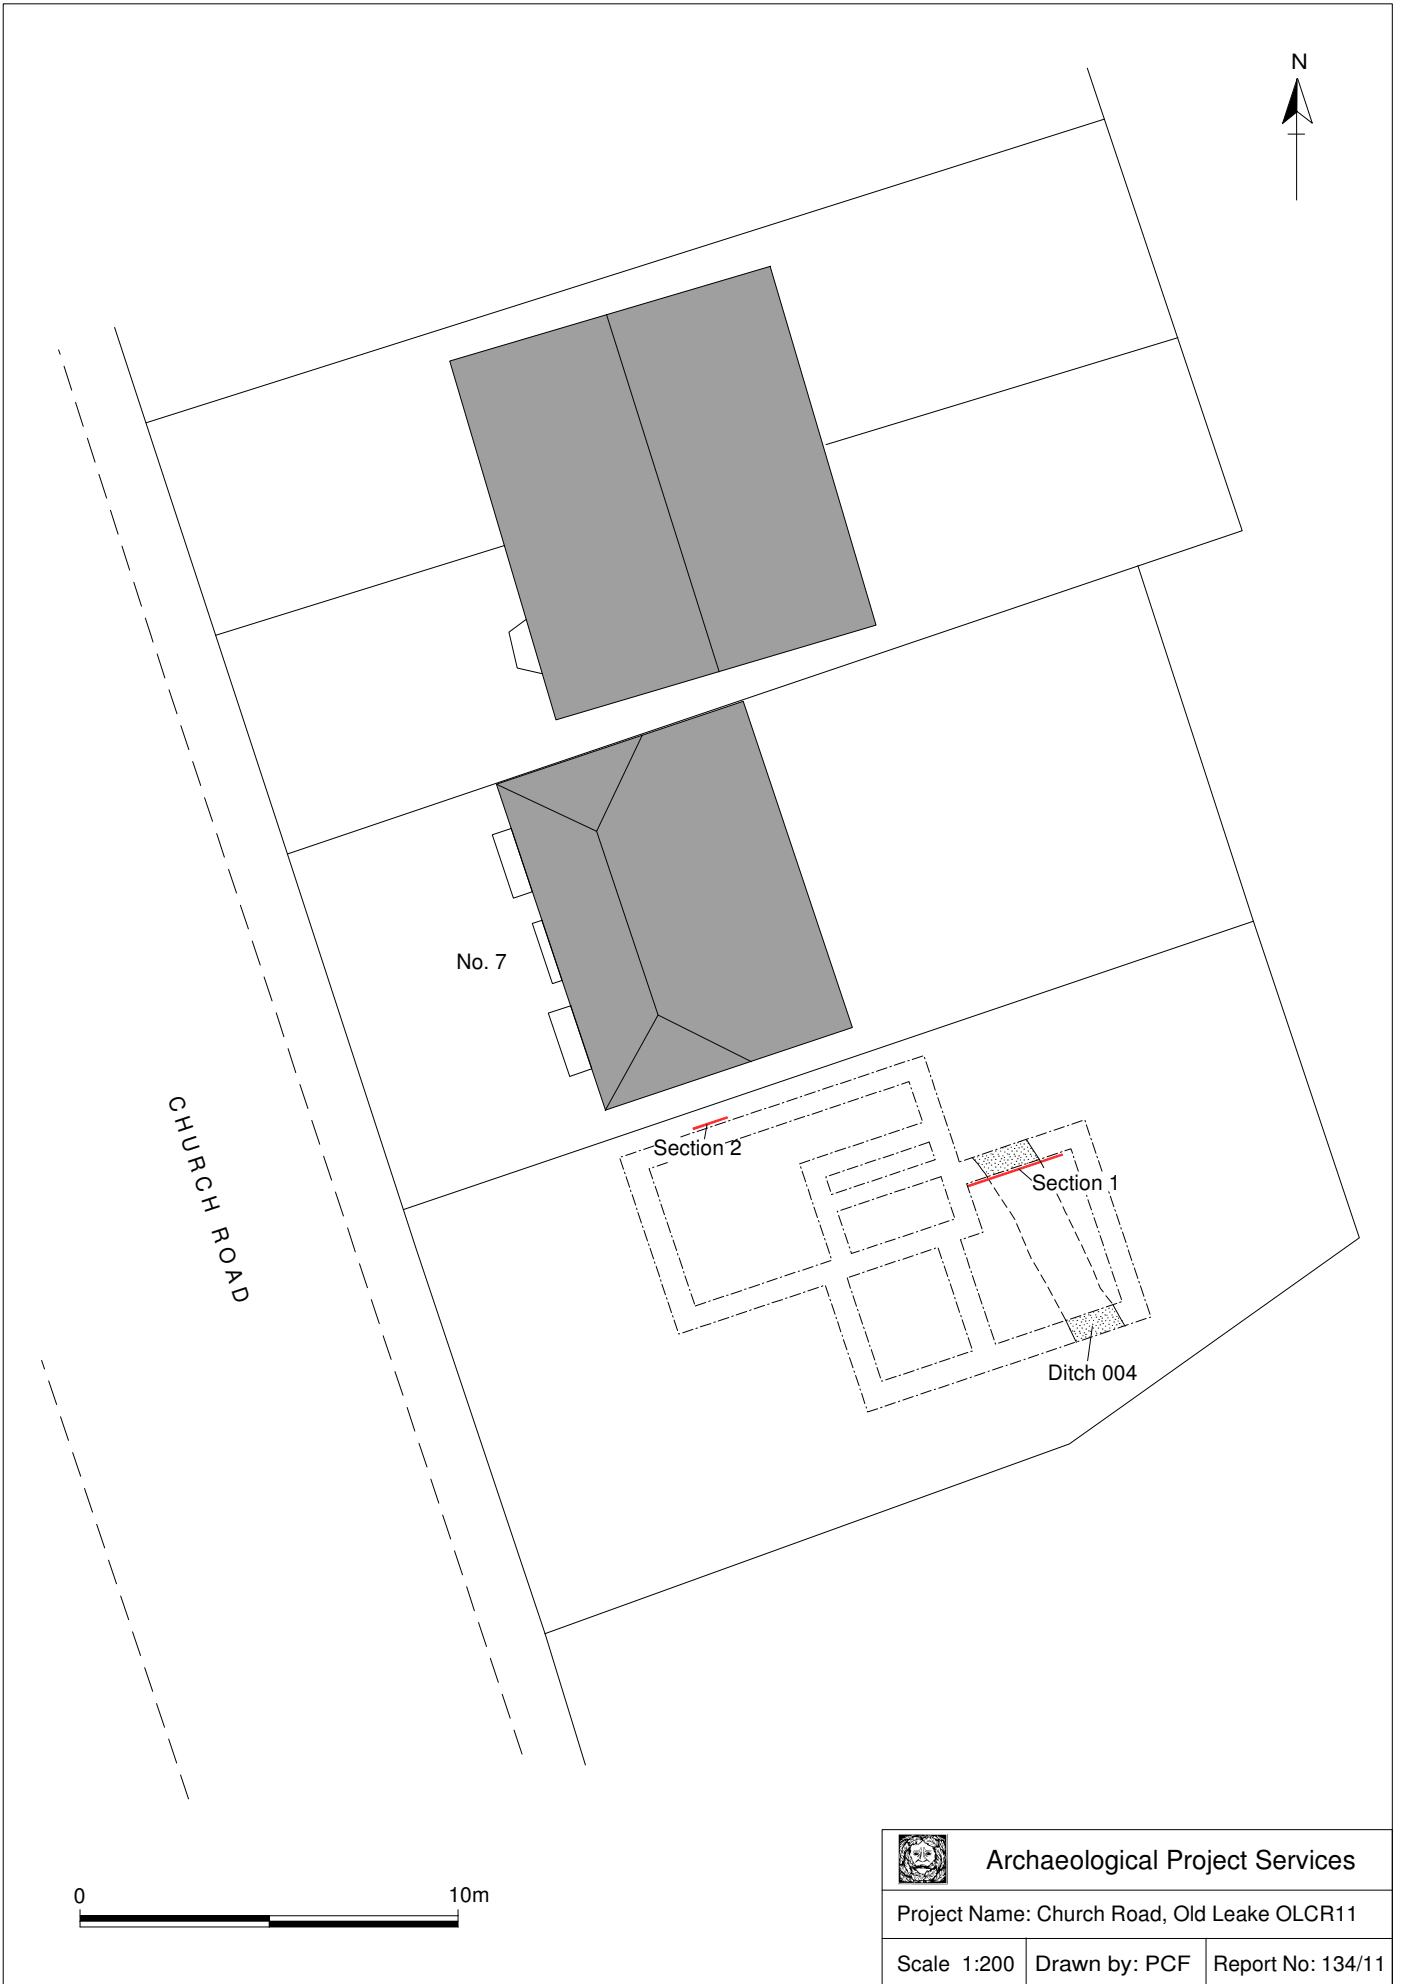 N
No. 7
CHURCH ROAD
Section 2
Section 1
Ditch 004
0 10m
Archaeological Project Services
Project Name: Church Road, Old Leake OLCR11
Scale 1:200 Drawn by: PCF Report No: 134/11